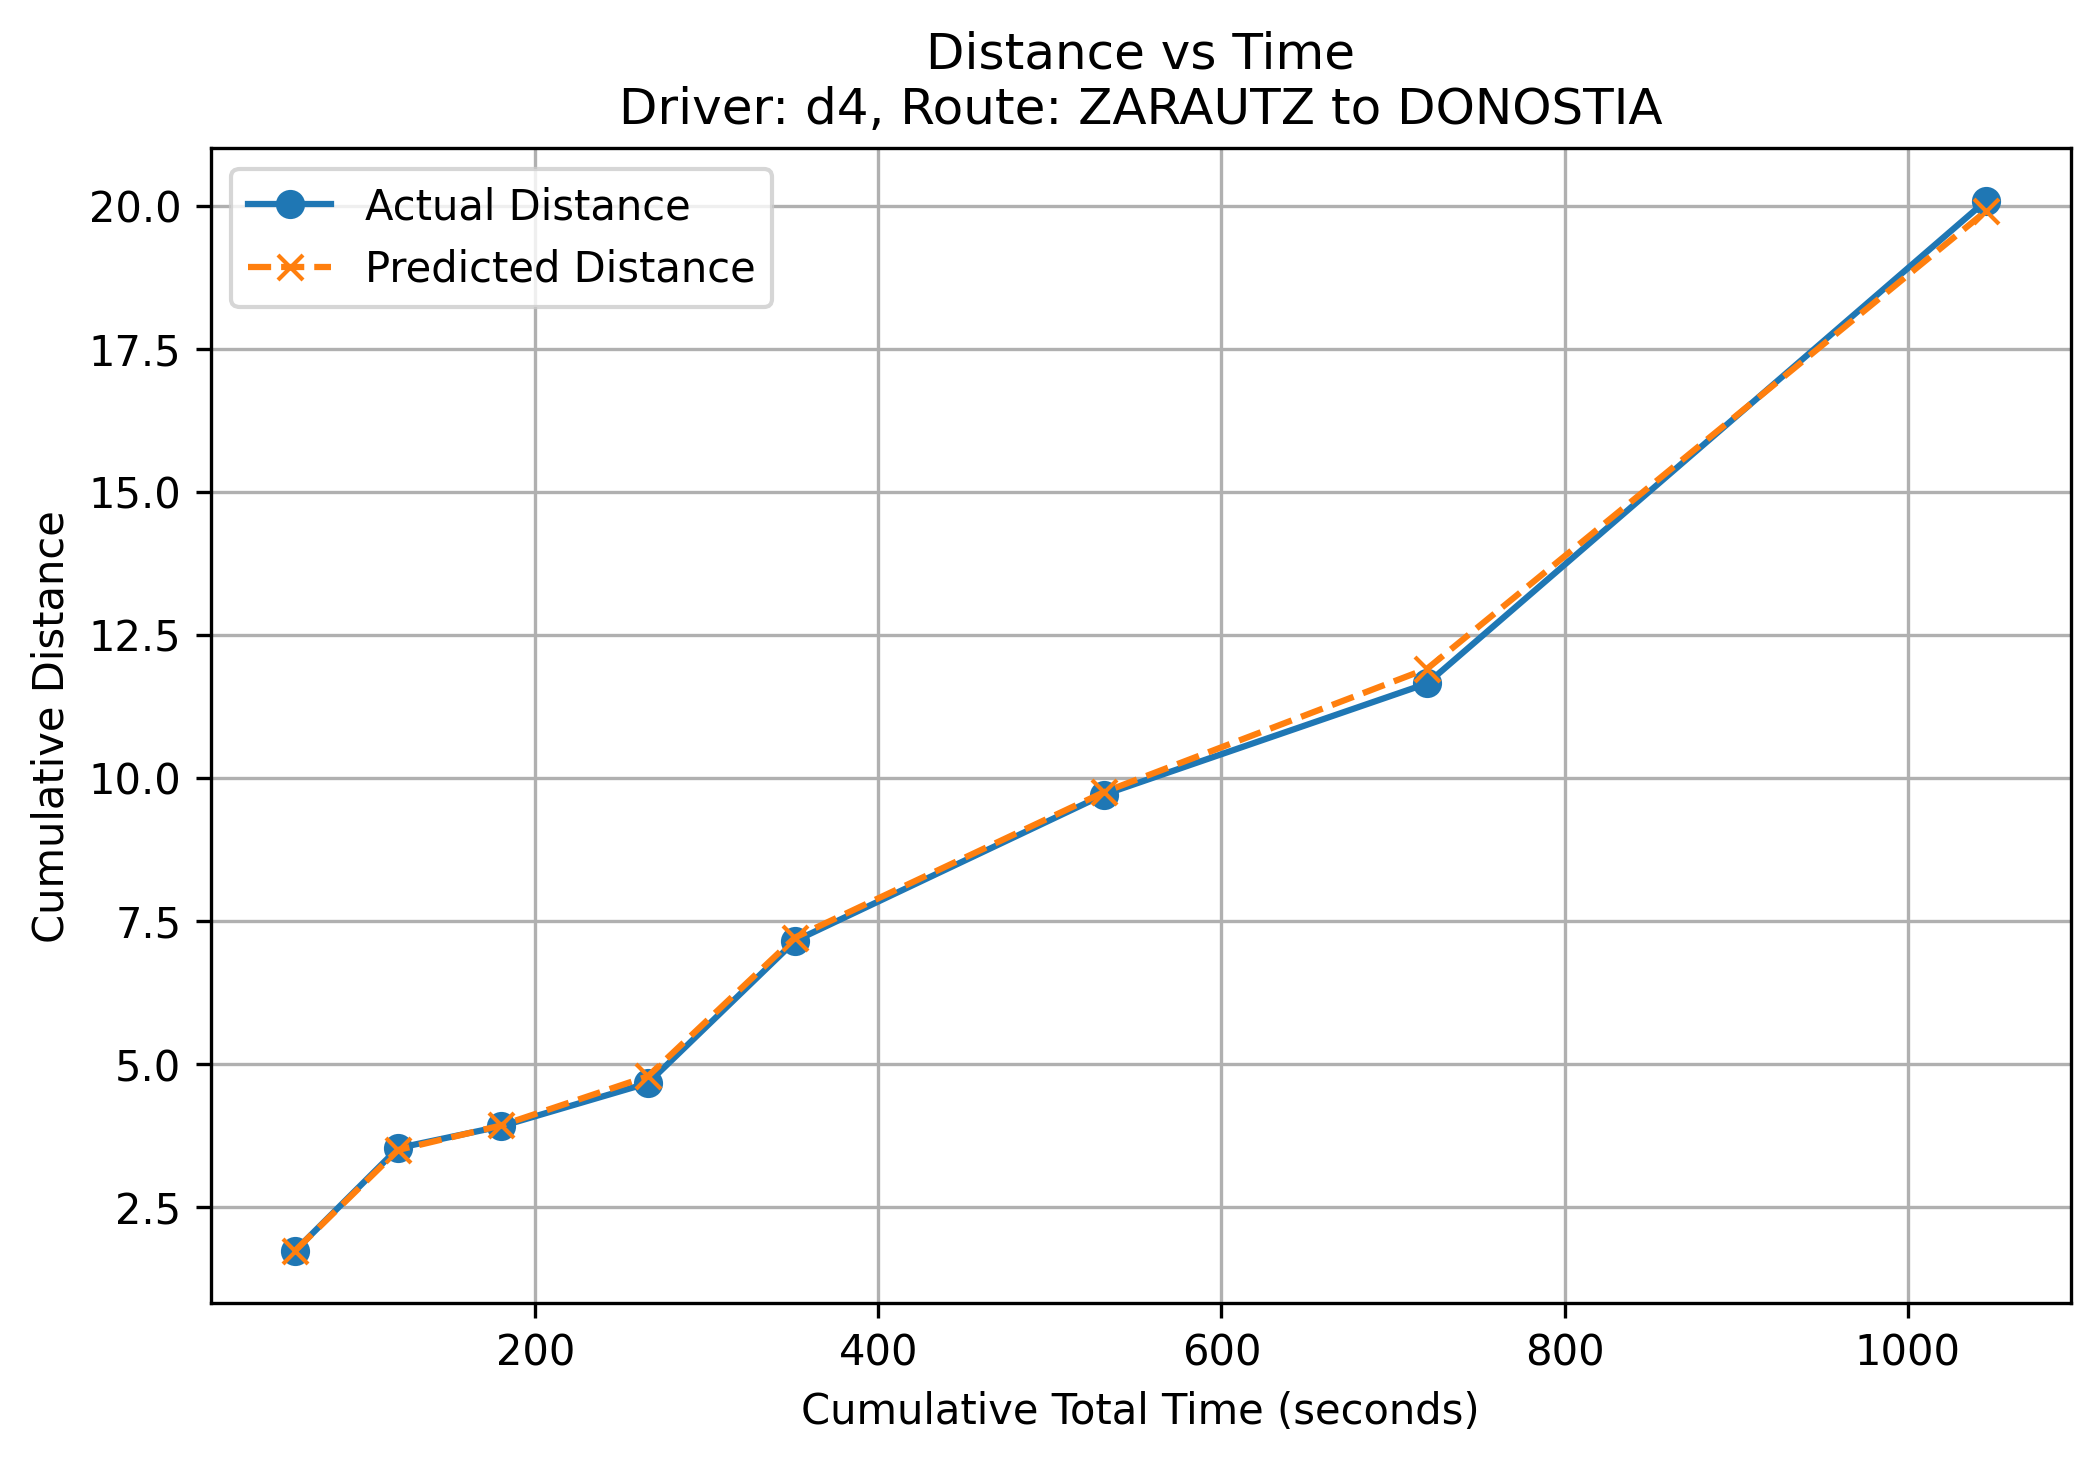 Distance vs Time
Driver: d4, Route: ZARAUTZ to DONOSTIA
Actual Distance
Predicted Distance
20.0
17.5
15.0
12.5
10.0
7.5
5.0
2.5
Cumulative Distance
200 400 600 800 1000
Cumulative Total Time (seconds)